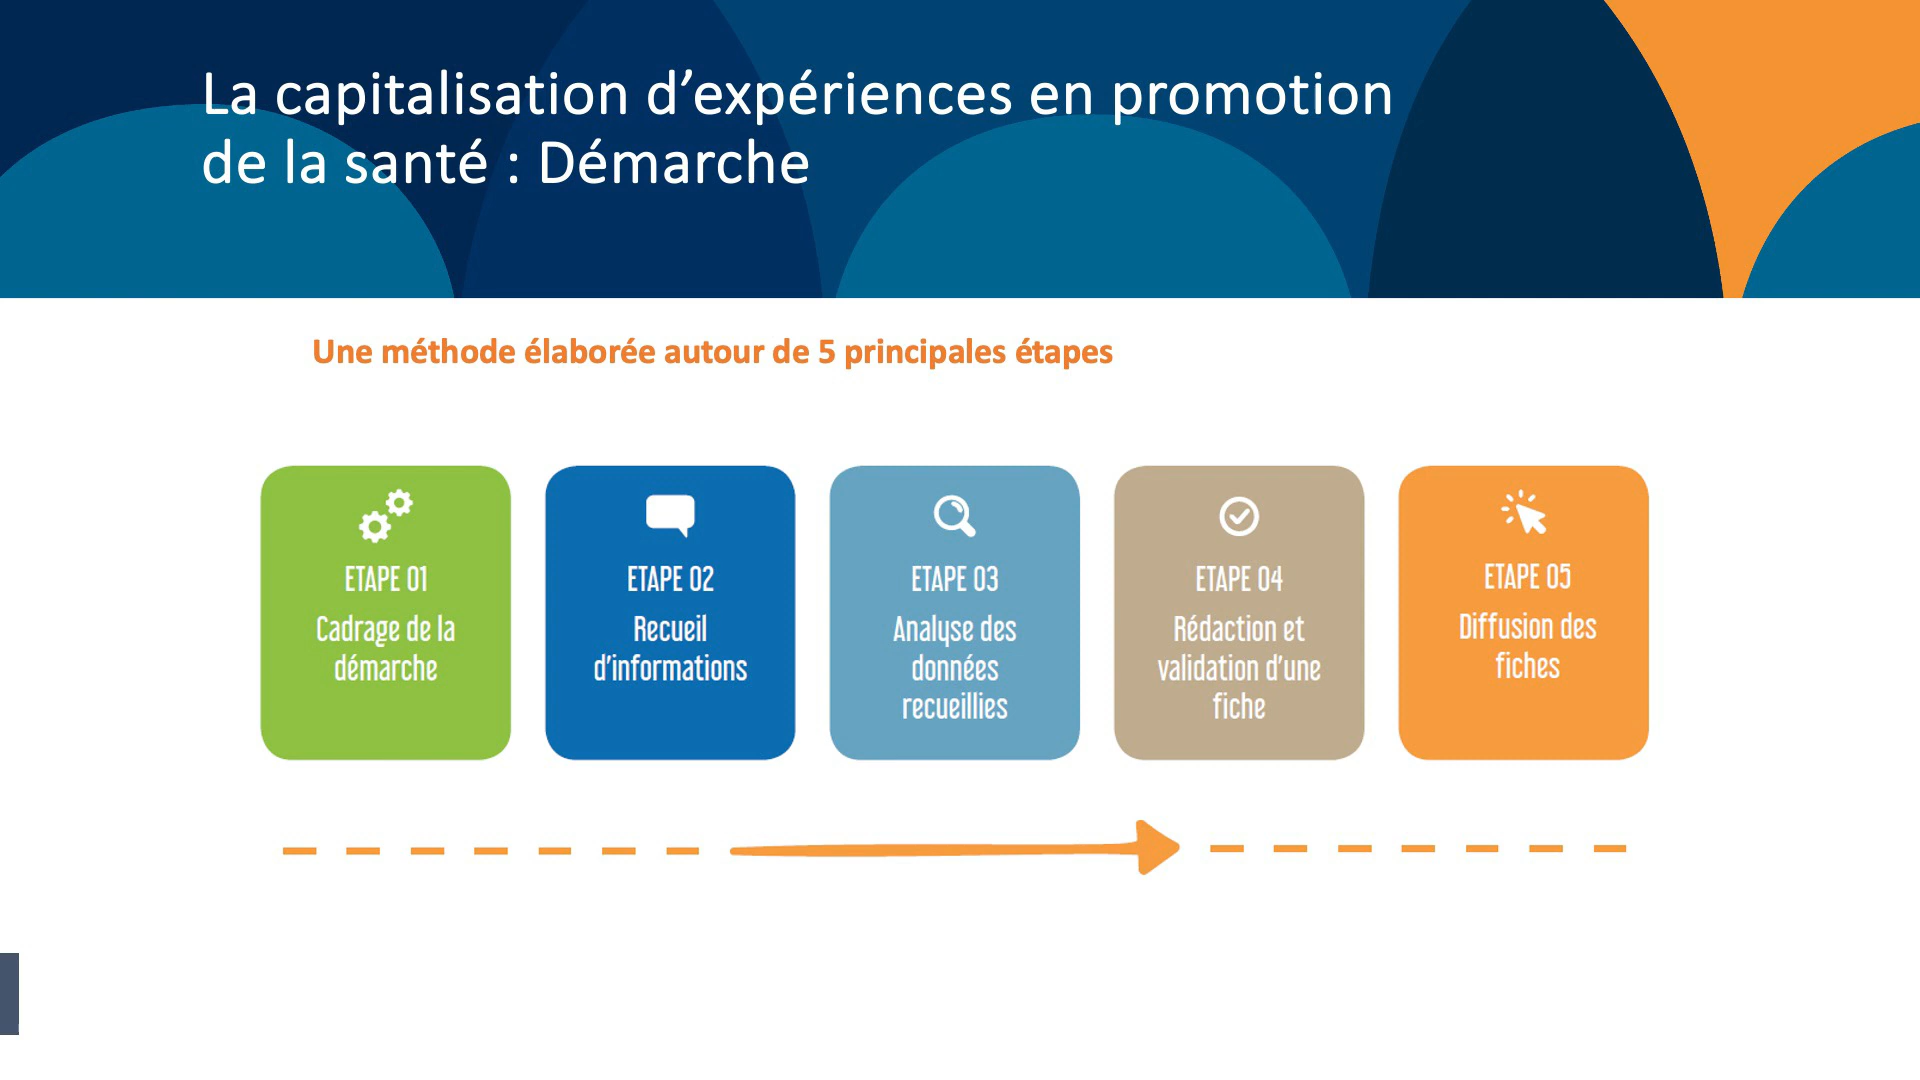 La capitalisation d’expériences en promotion
de la santé : Démarche
Une méthode élaborée autour de 5 principales étapes
ETAPE 01
Cadrage de la
démarche
ETAPE 02
Recueil
d’informations
ETAPE 03
Analyse des
données
recueillies
ETAPE 04
Rédaction et
validation d’une
fiche
ETAPE 05
Diffusion des
fiches